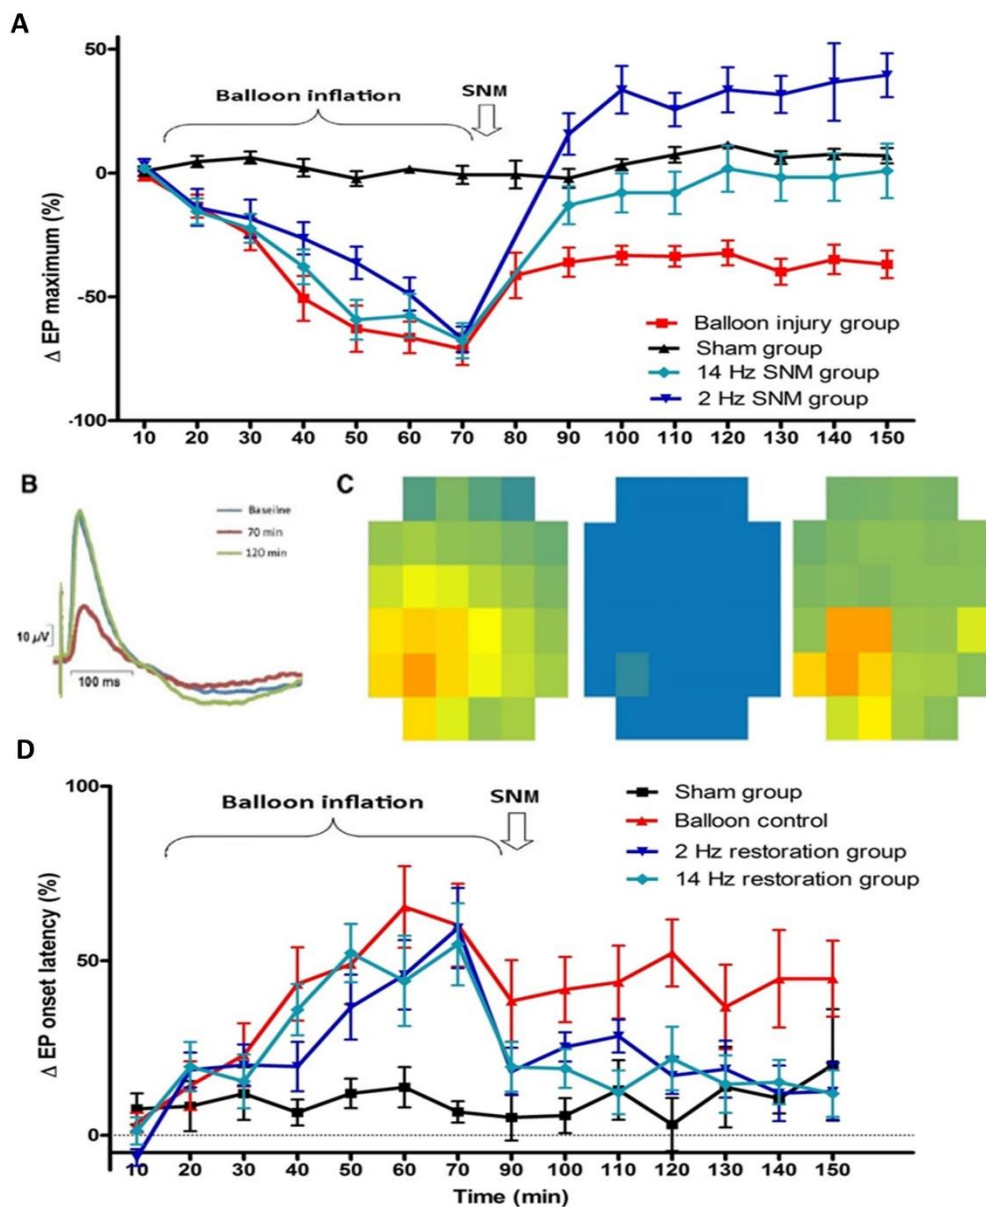 A
50
0
-50
-100
Δ EP maximum (%)
Balloon inflation
SNM
Balloon injury group
Sham group
14 Hz SNM group
2 Hz SNM group
10 20 30 40 50 60 70 80 90 100 110 120 130 140 150
B
Baseline
70 min
120 min
10 µV
100 ms
C
D
100
50
0
Δ EP onset latency (%)
Balloon inflation
SNM
Sham group
Balloon control
2 Hz restoration group
14 Hz restoration group
10 20 30 40 50 60 70 90 100 110 120 130 140 150
Time (min)